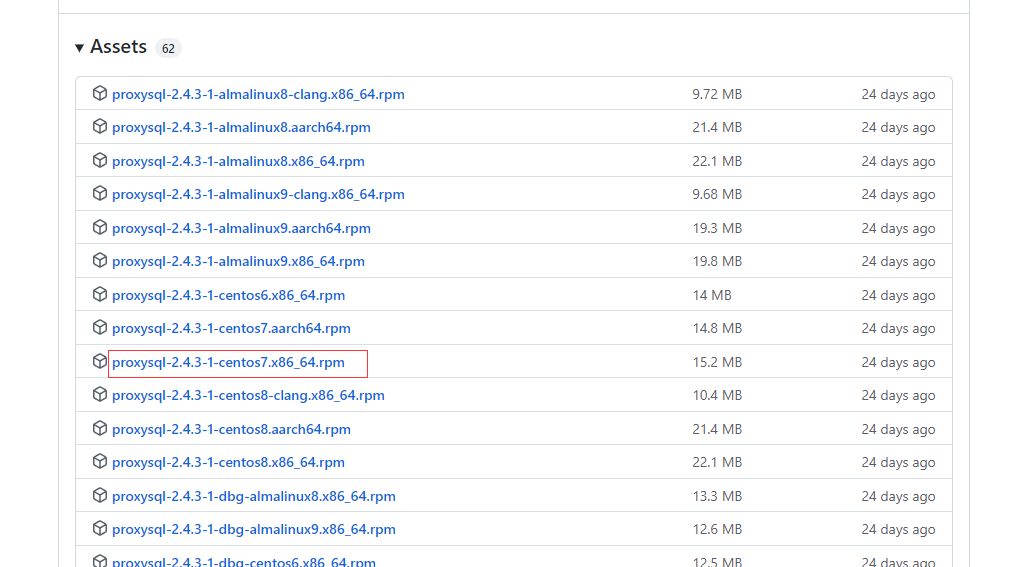 Assets 62
proxysql-2.4.3-1-almalinux8-clang.x86_64.rpm 9.72 MB 24 days ago
proxysql-2.4.3-1-almalinux8.aarch64.rpm 21.4 MB 24 days ago
proxysql-2.4.3-1-almalinux8.x86_64.rpm 22.1 MB 24 days ago
proxysql-2.4.3-1-almalinux9-clang.x86_64.rpm 9.68 MB 24 days ago
proxysql-2.4.3-1-almalinux9.aarch64.rpm 19.3 MB 24 days ago
proxysql-2.4.3-1-almalinux9.x86_64.rpm 19.8 MB 24 days ago
proxysql-2.4.3-1-centos6.x86_64.rpm 14 MB 24 days ago
proxysql-2.4.3-1-centos7.aarch64.rpm 14.8 MB 24 days ago
proxysql-2.4.3-1-centos7.x86_64.rpm 15.2 MB 24 days ago
proxysql-2.4.3-1-centos8-clang.x86_64.rpm 10.4 MB 24 days ago
proxysql-2.4.3-1-centos8.aarch64.rpm 21.4 MB 24 days ago
proxysql-2.4.3-1-centos8.x86_64.rpm 22.1 MB 24 days ago
proxysql-2.4.3-1-dbg-almalinux8.x86_64.rpm 13.3 MB 24 days ago
proxysql-2.4.3-1-dbg-almalinux9.x86_64.rpm 12.6 MB 24 days ago
proxysql-2.4.3-1-dbg-centos6.x86_64.rpm 12.5 MB 24 days ago